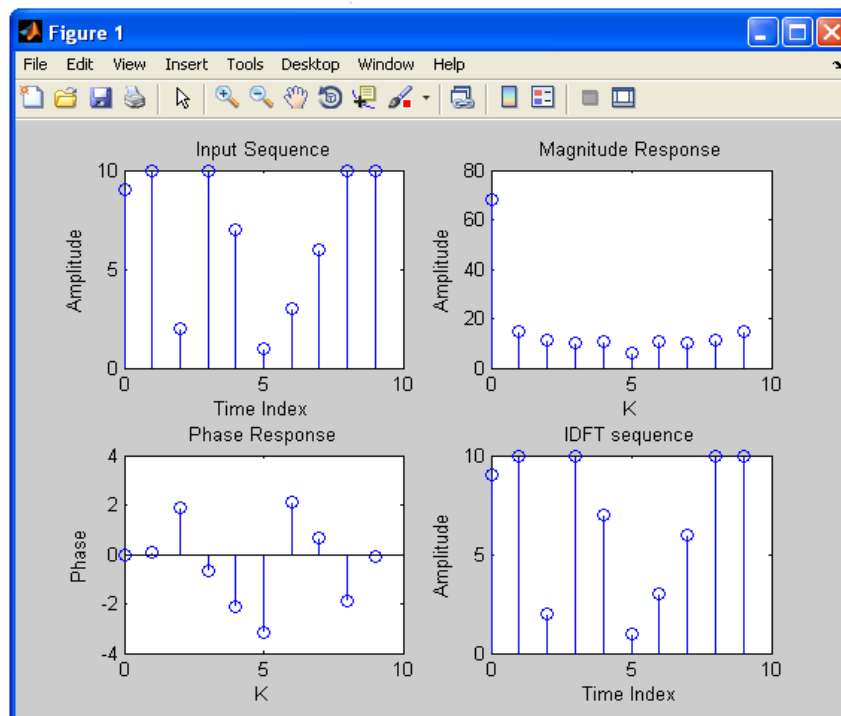 Figure 1
File Edit View Insert Tools Desktop Window Help
Input Sequence
Amplitude
10
5
0
0 5 10
Time Index
Magnitude Response
Amplitude
80
60
40
20
0
0 5 10
K
Phase Response
Phase
4
2
0
-2
-4
0 5 10
K
IDFT sequence
Amplitude
10
5
0
0 5 10
Time Index